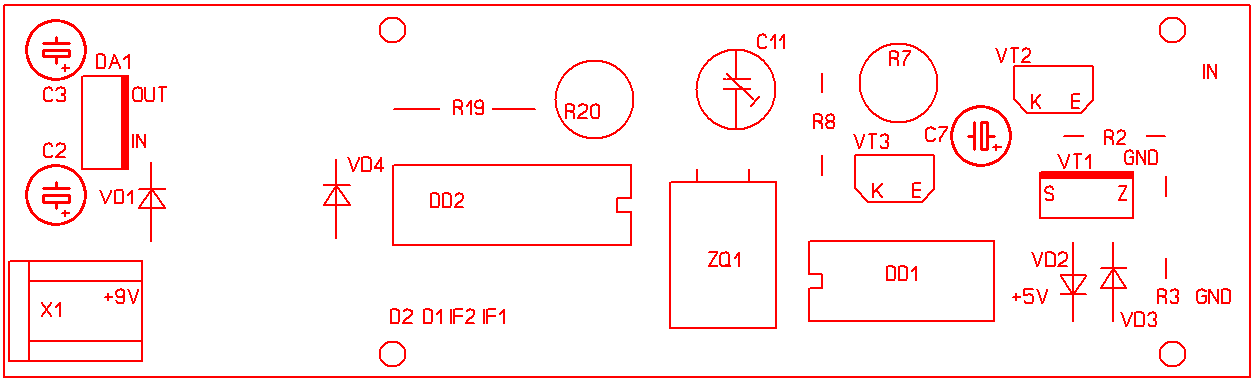 C11
R7
VT2
DA1
IN
C3
OUT
R19
R20
K E
R8
C7
IN
VT3
R2
C2
GND
VD4
VT1
VD1
K E
S Z
DD2
ZQ1
DD1
VD2
+9V
+5V
R3
GND
X1
D2 D1 IF2 IF1
VD3
+
+
+